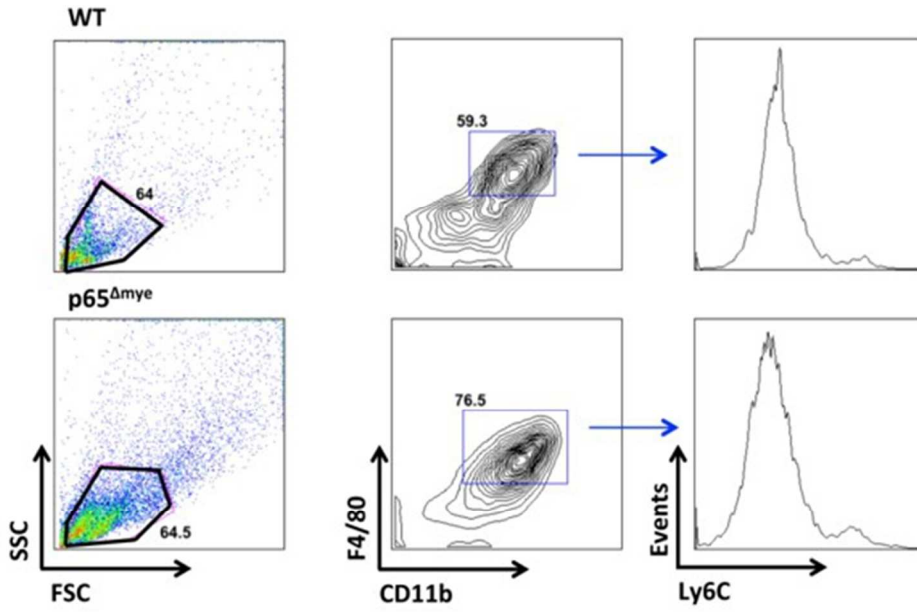 WT
64
59.3
p65Δmye
64.5
76.5
SSC
FSC
F4/80
CD11b
Events
Ly6C